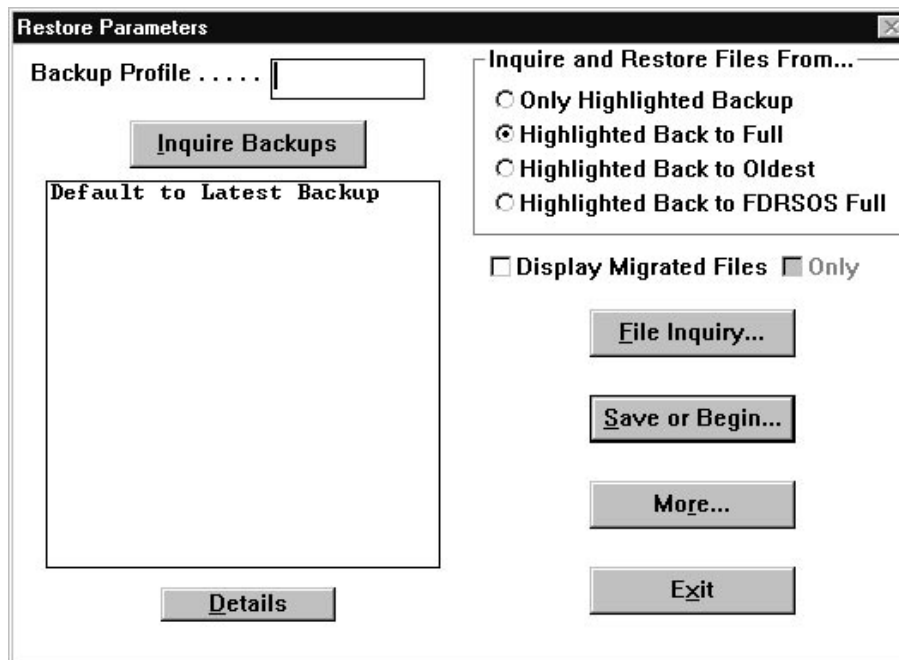 Restore Parameters
Backup Profile . . . . .
Inquire Backups
Default to Latest Backup
Details
Inquire and Restore Files From...
Only Highlighted Backup
Highlighted Back to Full
Highlighted Back to Oldest
Highlighted Back to FDRSOS Full
Display Migrated Files Only
File Inquiry...
Save or Begin...
More...
Exit